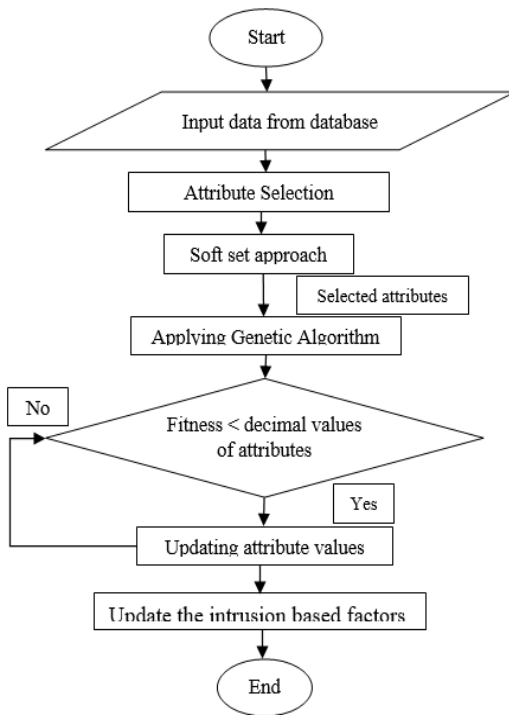 Start
Input data from database
Attribute Selection
Soft set approach
Selected attributes
Applying Genetic Algorithm
No
Fitness < decimal values
of attributes
Yes
Updating attribute values
Update the intrusion based factors
End